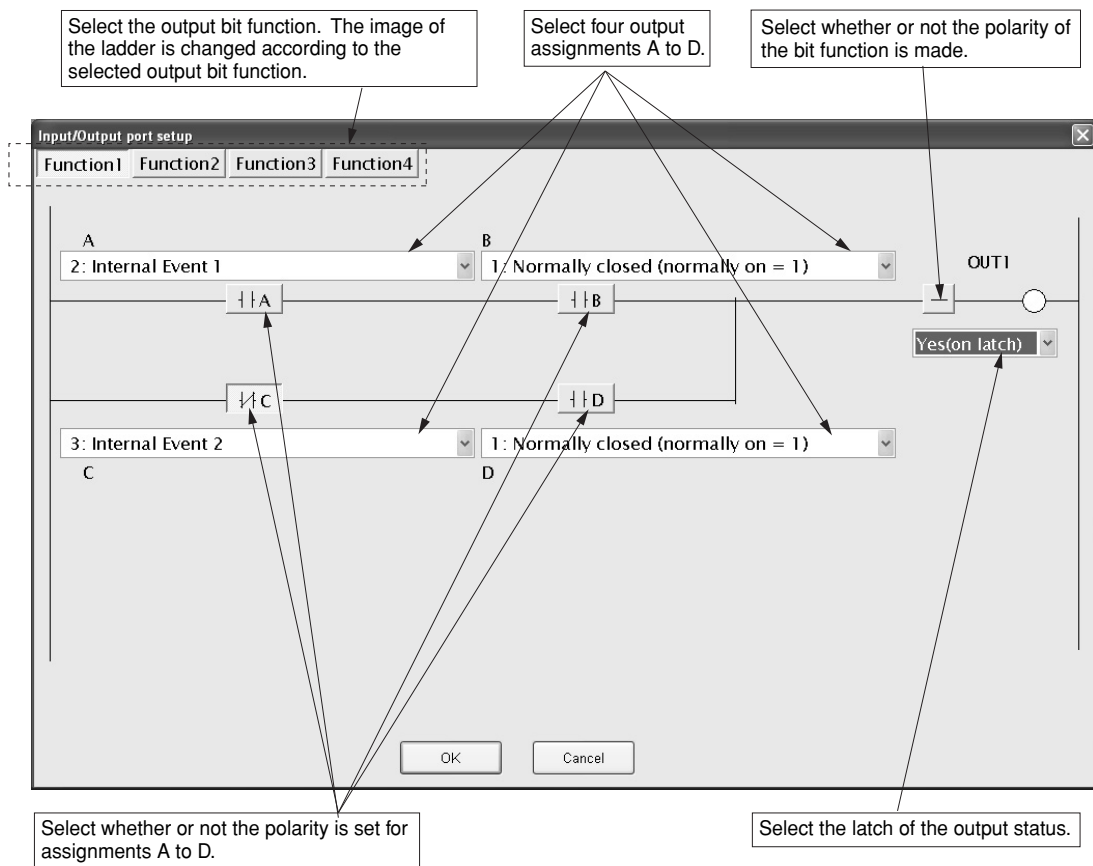 Select the output bit function.  The image of
the ladder is changed according to the
selected output bit function.
Select four output
assignments A to D.
Select whether or not the polarity of
the bit function is made.
Input/Output port setup
Function1 Function2 Function3 Function4
A
2: Internal Event 1
B
1: Normally closed (normally on = 1)
OUT1
A
B
Yes(on latch)
C
D
3: Internal Event 2
1: Normally closed (normally on = 1)
C
D
OK
Cancel
Select whether or not the polarity is set for
assignments A to D.
Select the latch of the output status.